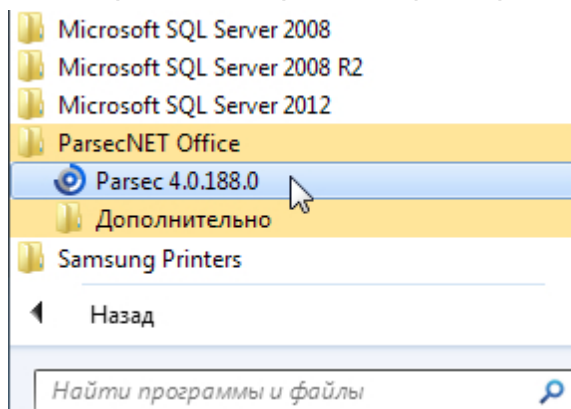 Microsoft SQL Server 2008
Microsoft SQL Server 2008 R2
Microsoft SQL Server 2012
ParsecNET Office
Parsec 4.0.188.0
Дополнительно
Samsung Printers
Назад
Найти программы и файлы